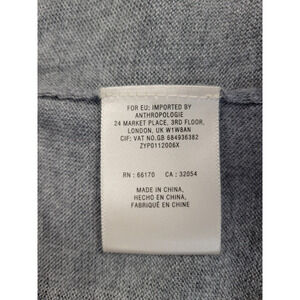 FOR EU: IMPORTED BY
ANTHROPOLOGIE
24 MARKET PLACE, 3RD FLOOR,
LONDON, UK W1W8AN
CIF: VAT NO.GB 684936382
ZYP0112006X
RN : 66170 CA : 32054
MADE IN CHINA,
HECHO EN CHINA,
FABRIQUÉ EN CHINE